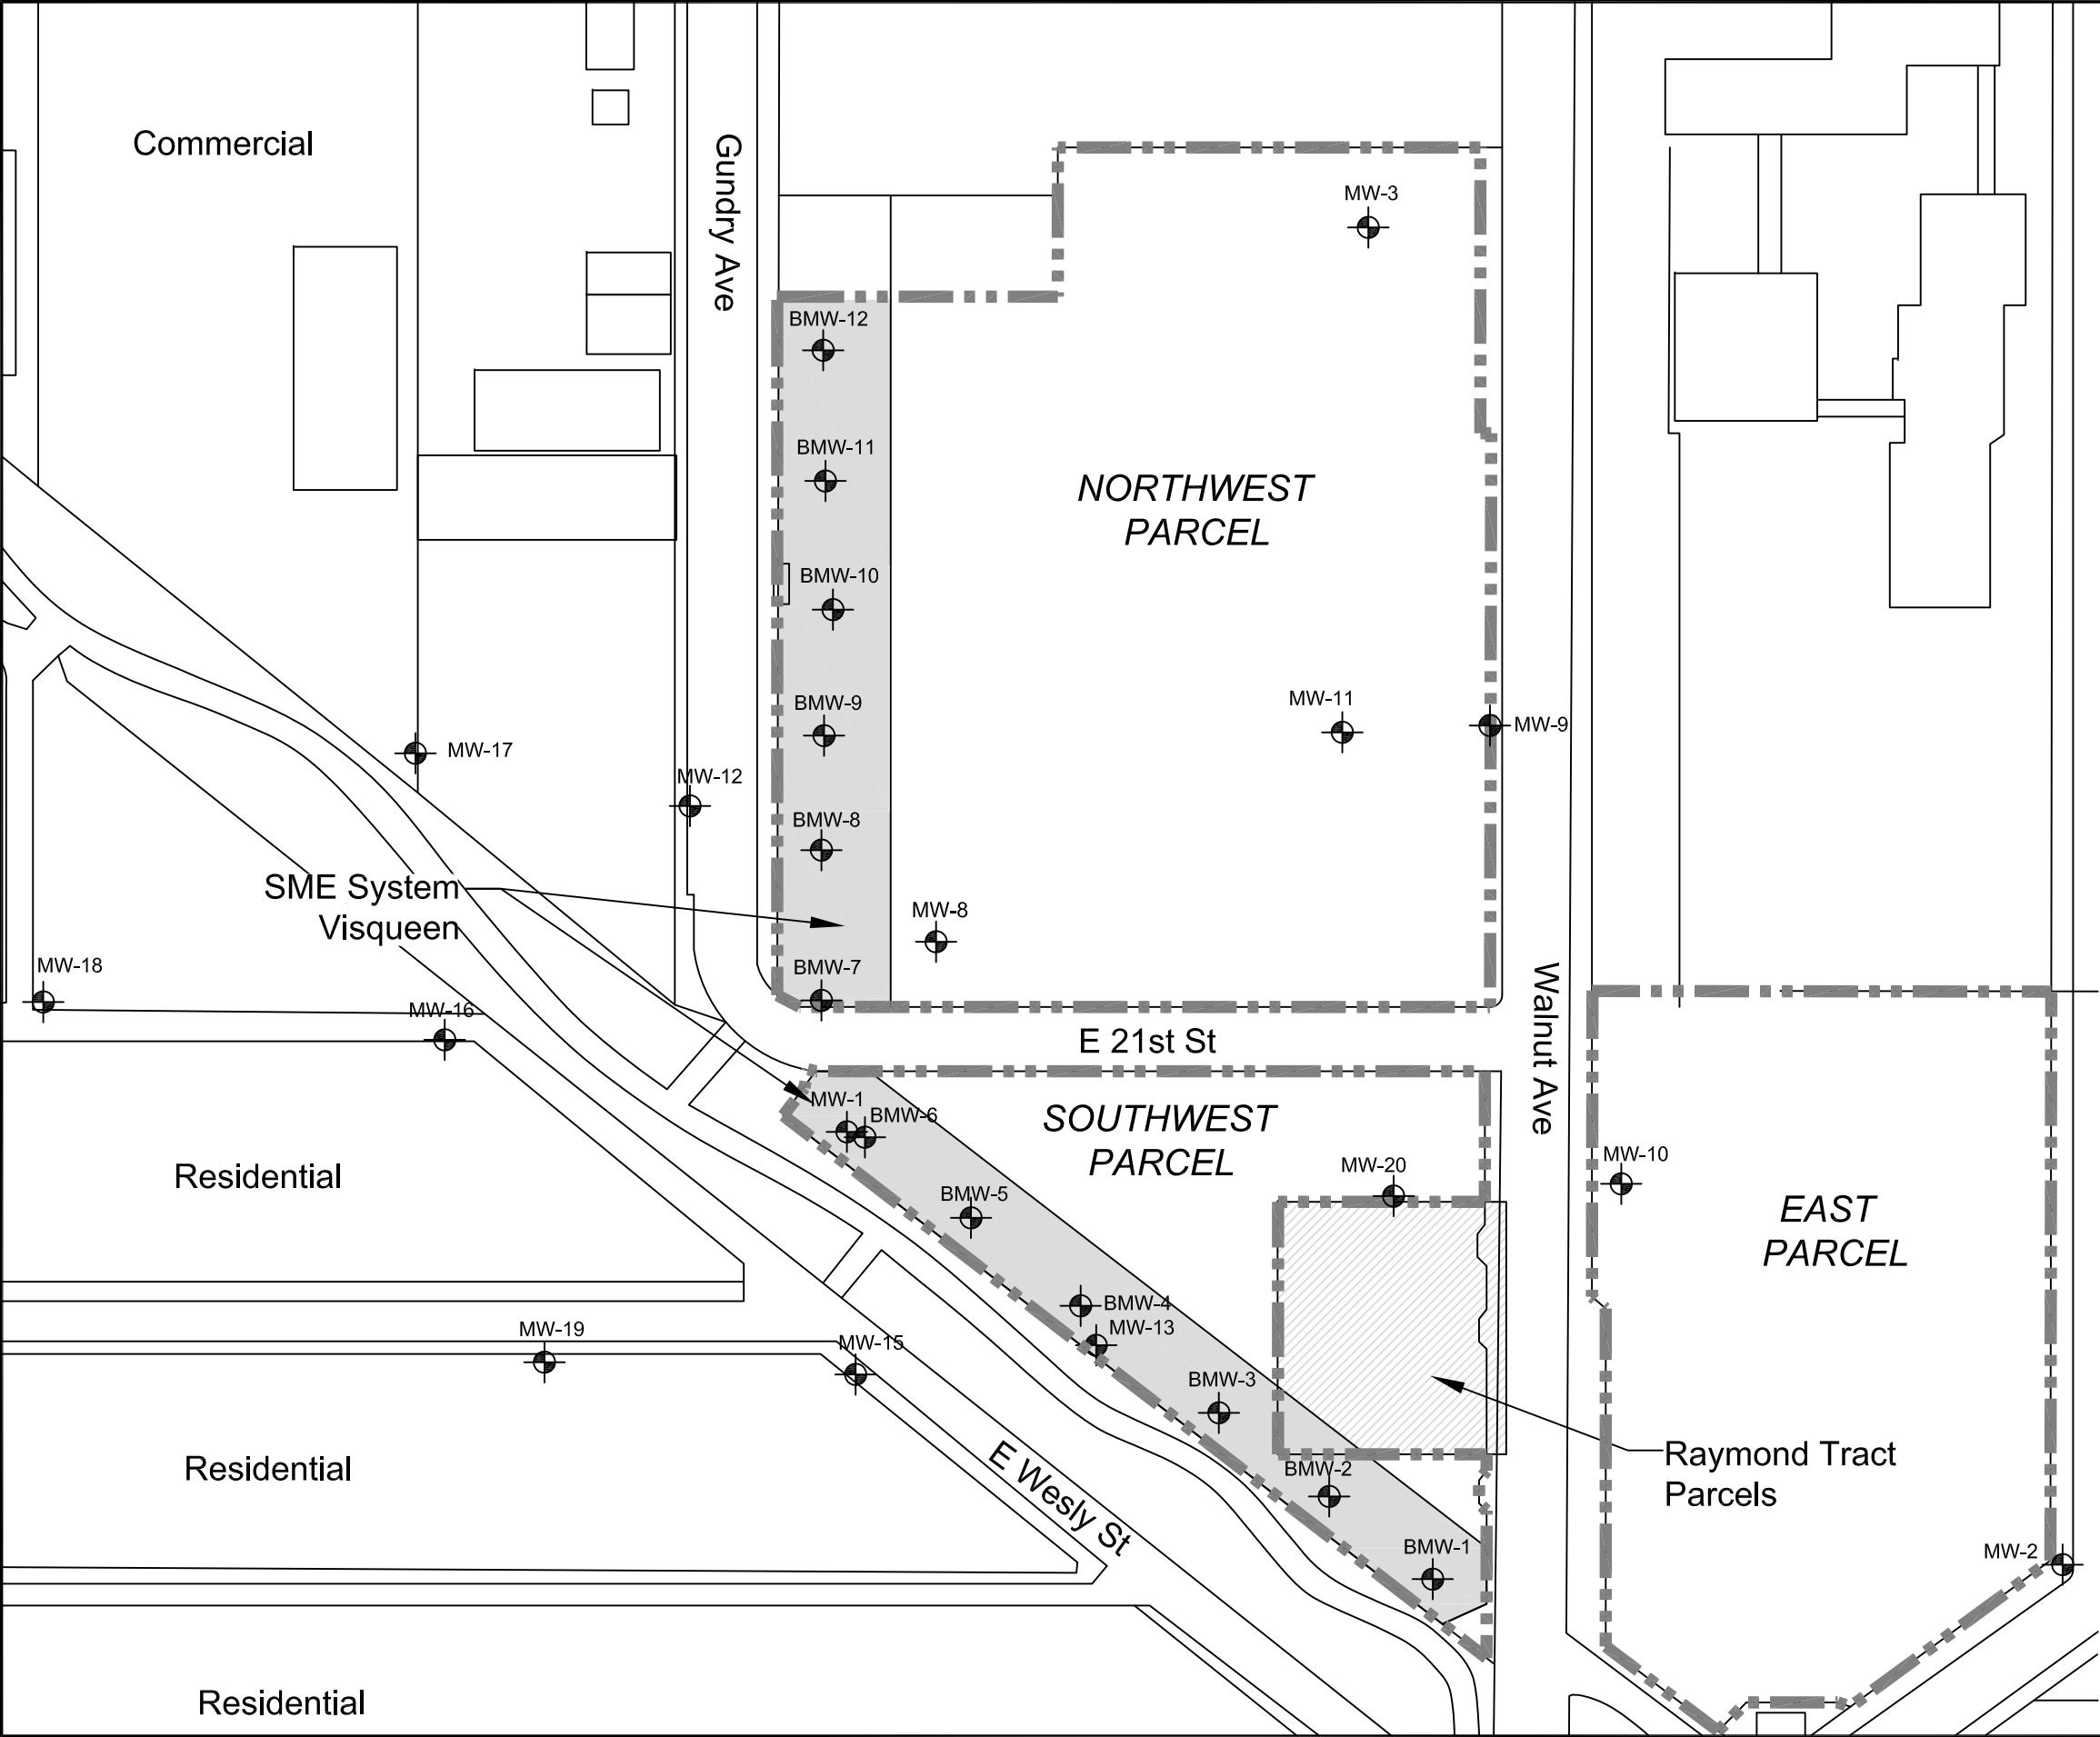 Commercial
Gundry Ave
MW-3
BMW-12
BMW-11
NORTHWEST
PARCEL
BMW-10
MW-11
BMW-9
MW-9
MW-17
MW-12
BMW-8
SME System
Visqueen
MW-8
MW-18
BMW-7
MW-16
E 21st St
Walnut Ave
MW-1
BMW-6
SOUTHWEST
PARCEL
MW-20
MW-10
Residential
BMW-5
EAST
PARCEL
BMW-4
MW-13
MW-19
MW-15
BMW-3
E Wesly St
Raymond Tract
Parcels
Residential
BMW-2
BMW-1
MW-2
Residential